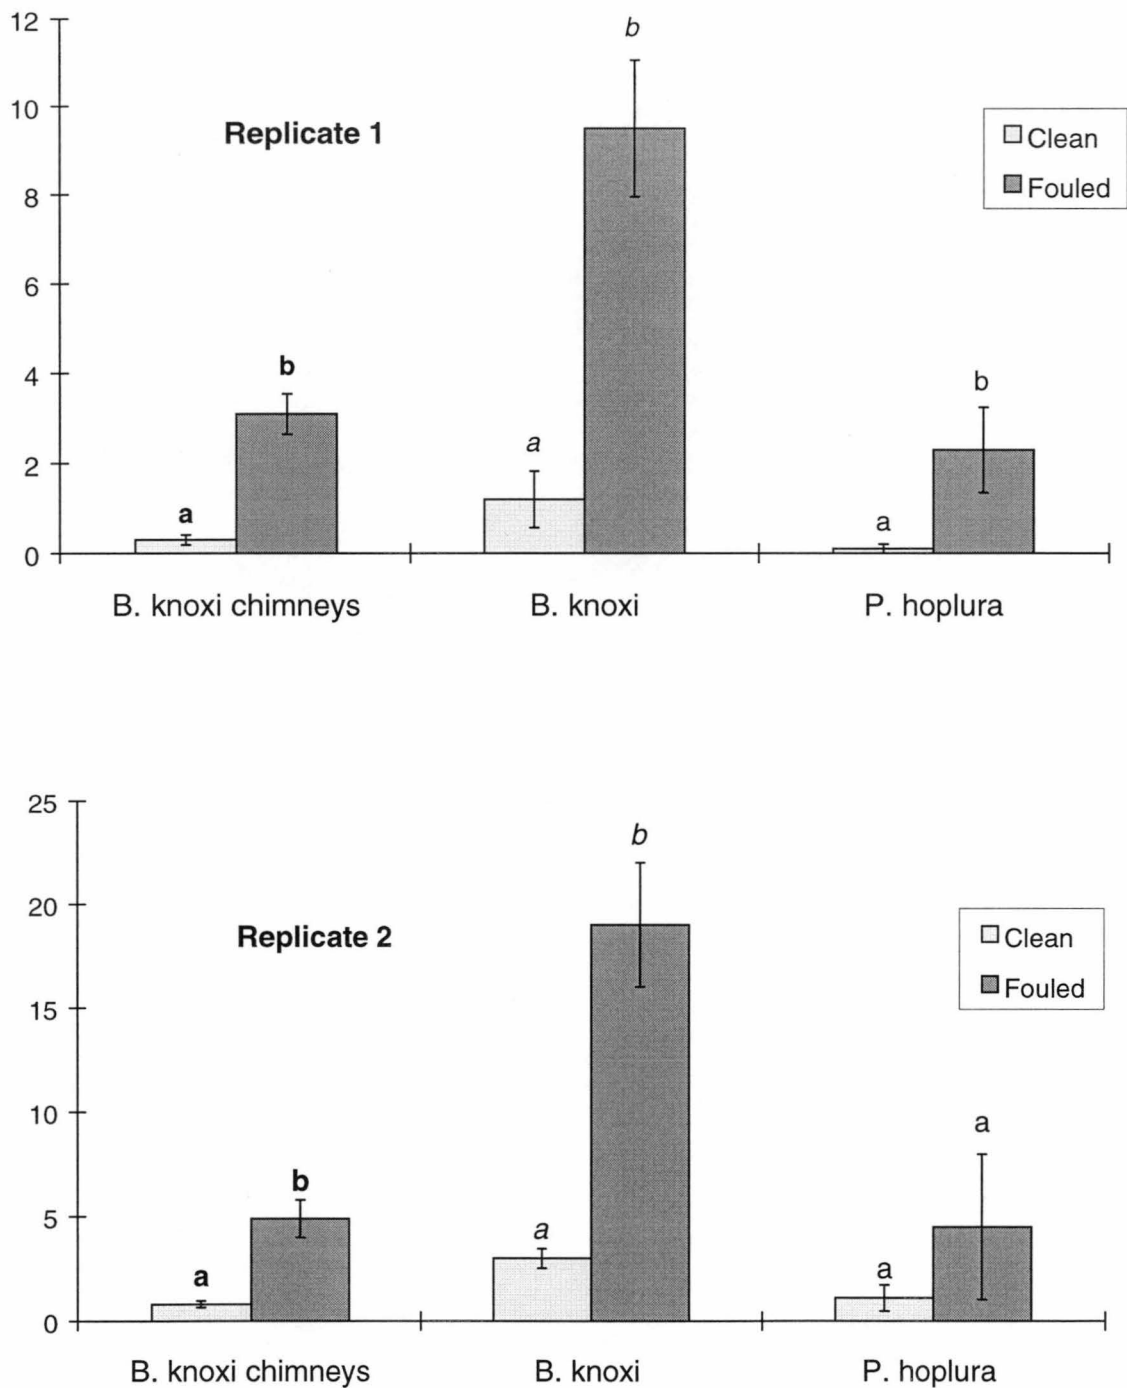 12
b
10
Replicate 1
Clean
Fouled
8
6
4
b
b
2
a
a
a
0
B. knoxi chimneys
B. knoxi
P. hoplura
25
b
20
Replicate 2
Clean
Fouled
15
10
a
5
b
a
a
a
0
B. knoxi chimneys
B. knoxi
P. hoplura